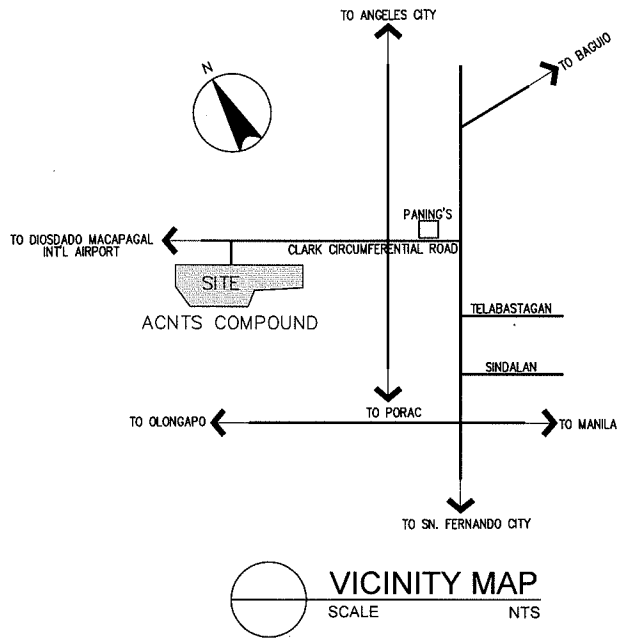 TO ANGELES CITY
TO BAGUIO
N
PANING'S
TO DIOSDADO MACAPAGAL
INT'L AIRPORT
CLARK CIRCUMFERENTIAL ROAD
SITE
ACNTS COMPOUND
TELABASTAGAN
SINDALAN
TO PORAC
TO OLONGAPO
TO MANILA
TO SN. FERNANDO CITY
VICINITY MAP
SCALE NTS